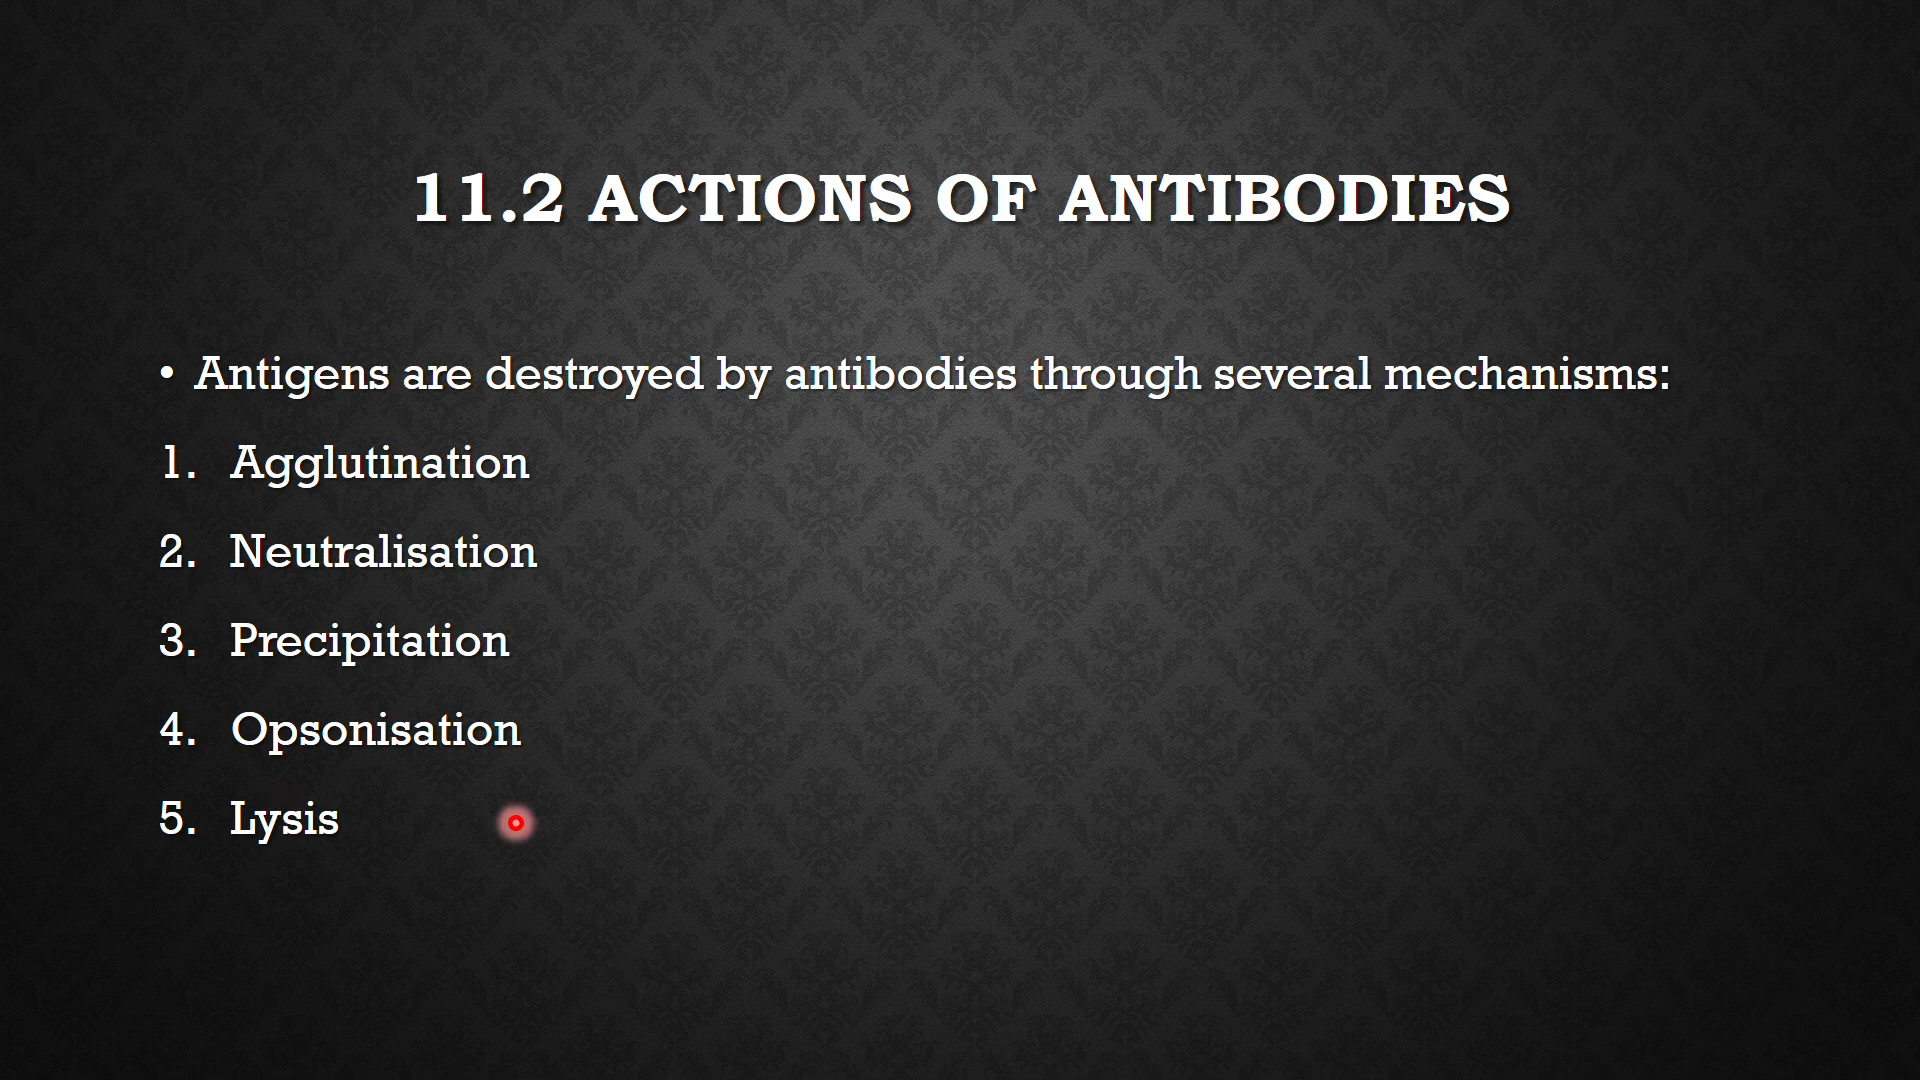 11.2 ACTIONS OF ANTIBODIES
• Antigens are destroyed by antibodies through several mechanisms:
1. Agglutination
2. Neutralisation
3. Precipitation
4. Opsonisation
5. Lysis